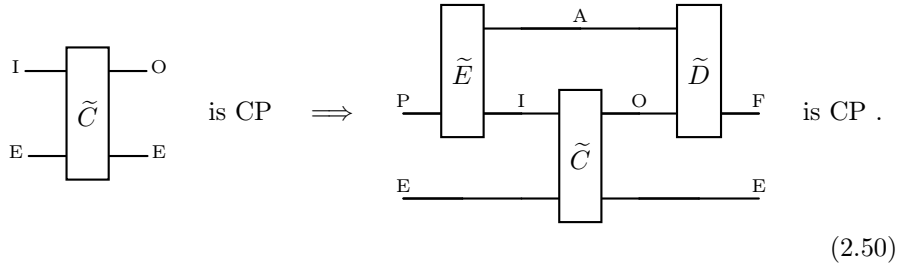 A
Ẽ D̃
I O P I O F
C̃ is CP ⟹ is CP .
C̃
E E E E
(2.50)